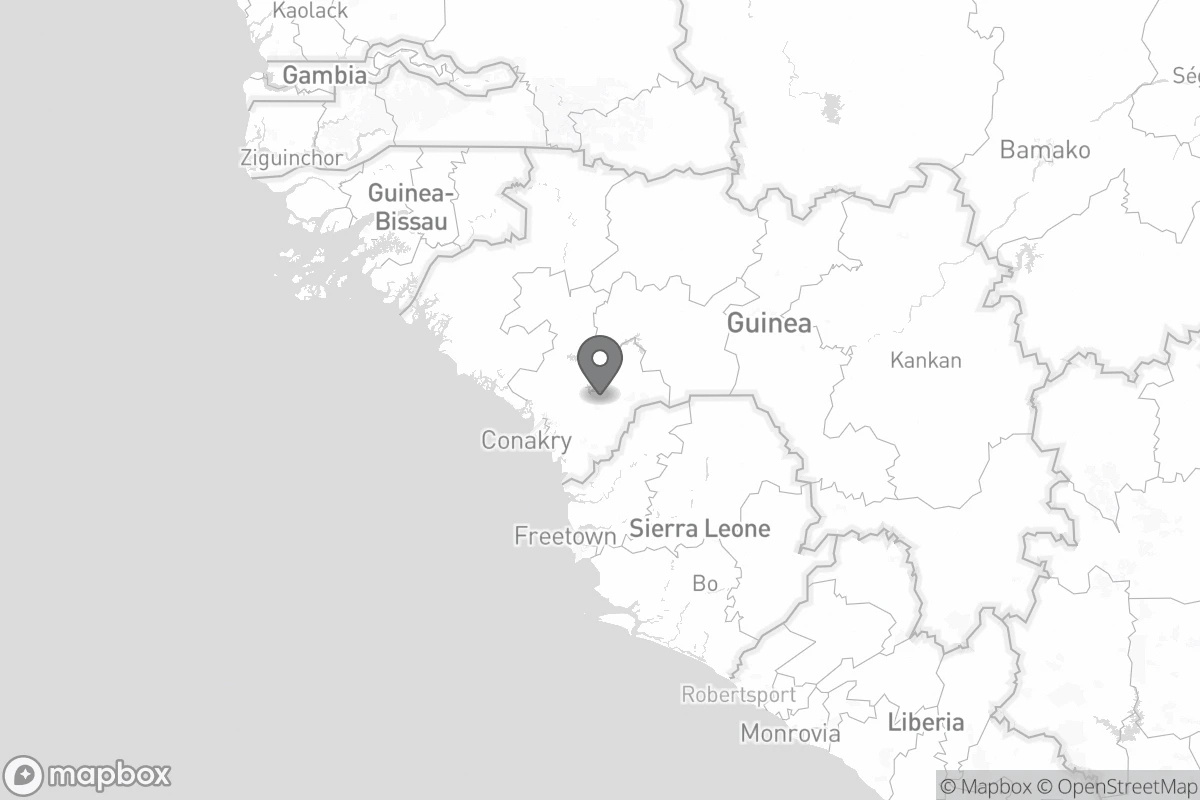 Kaolack
Gambia
Sé
Bamako
Ziguinchor
Guinea-
Bissau
Guinea
Kankan
Conakry
Freetown
Sierra Leone
Bo
Robertsport
Liberia
Monrovia
mapbox
© Mapbox © OpenStreetMap